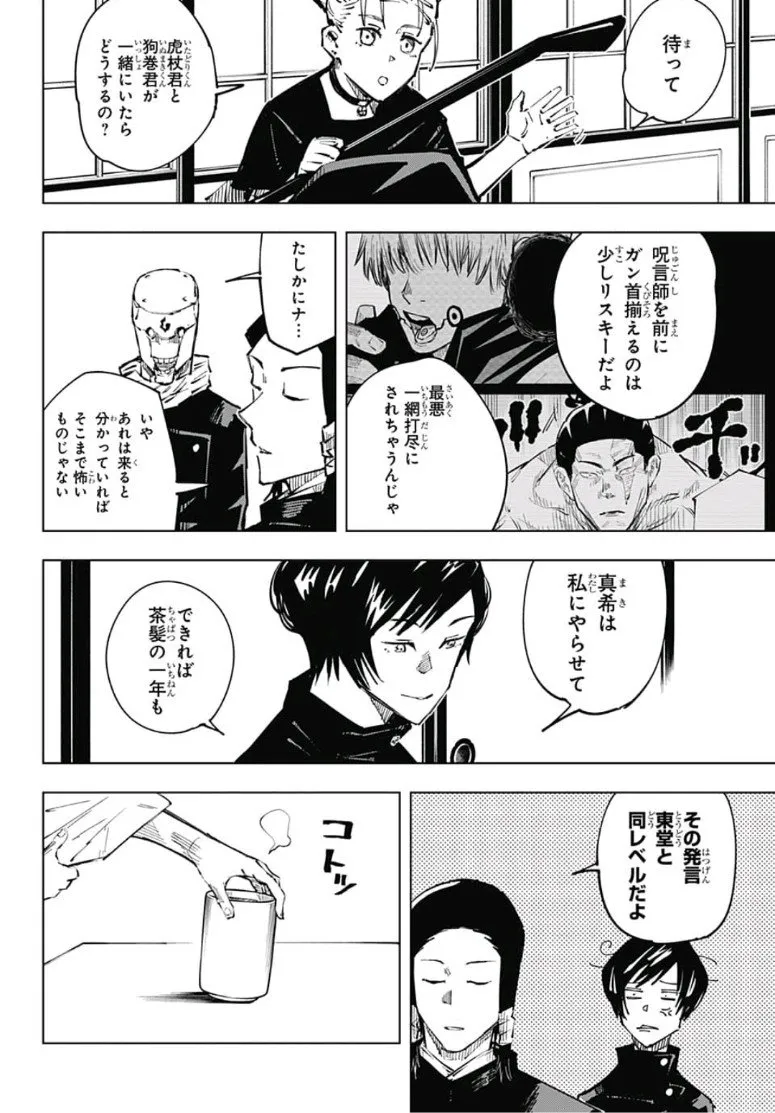 待って
虎杖君と
狗巻君が
一緒にいたら
どうするの?
呪言師を前に
ガン首揃えるのは
少しリスキーだよ
最悪
一網打尽に
されちゃうんじゃ
たしかにナ…
いや
あれは来ると
分かっていれば
そこまで怖い
ものじゃない
真希は
私にやらせて
できれば
茶髪の一年も
その発言
東堂と
同レベルだよ
コトッ